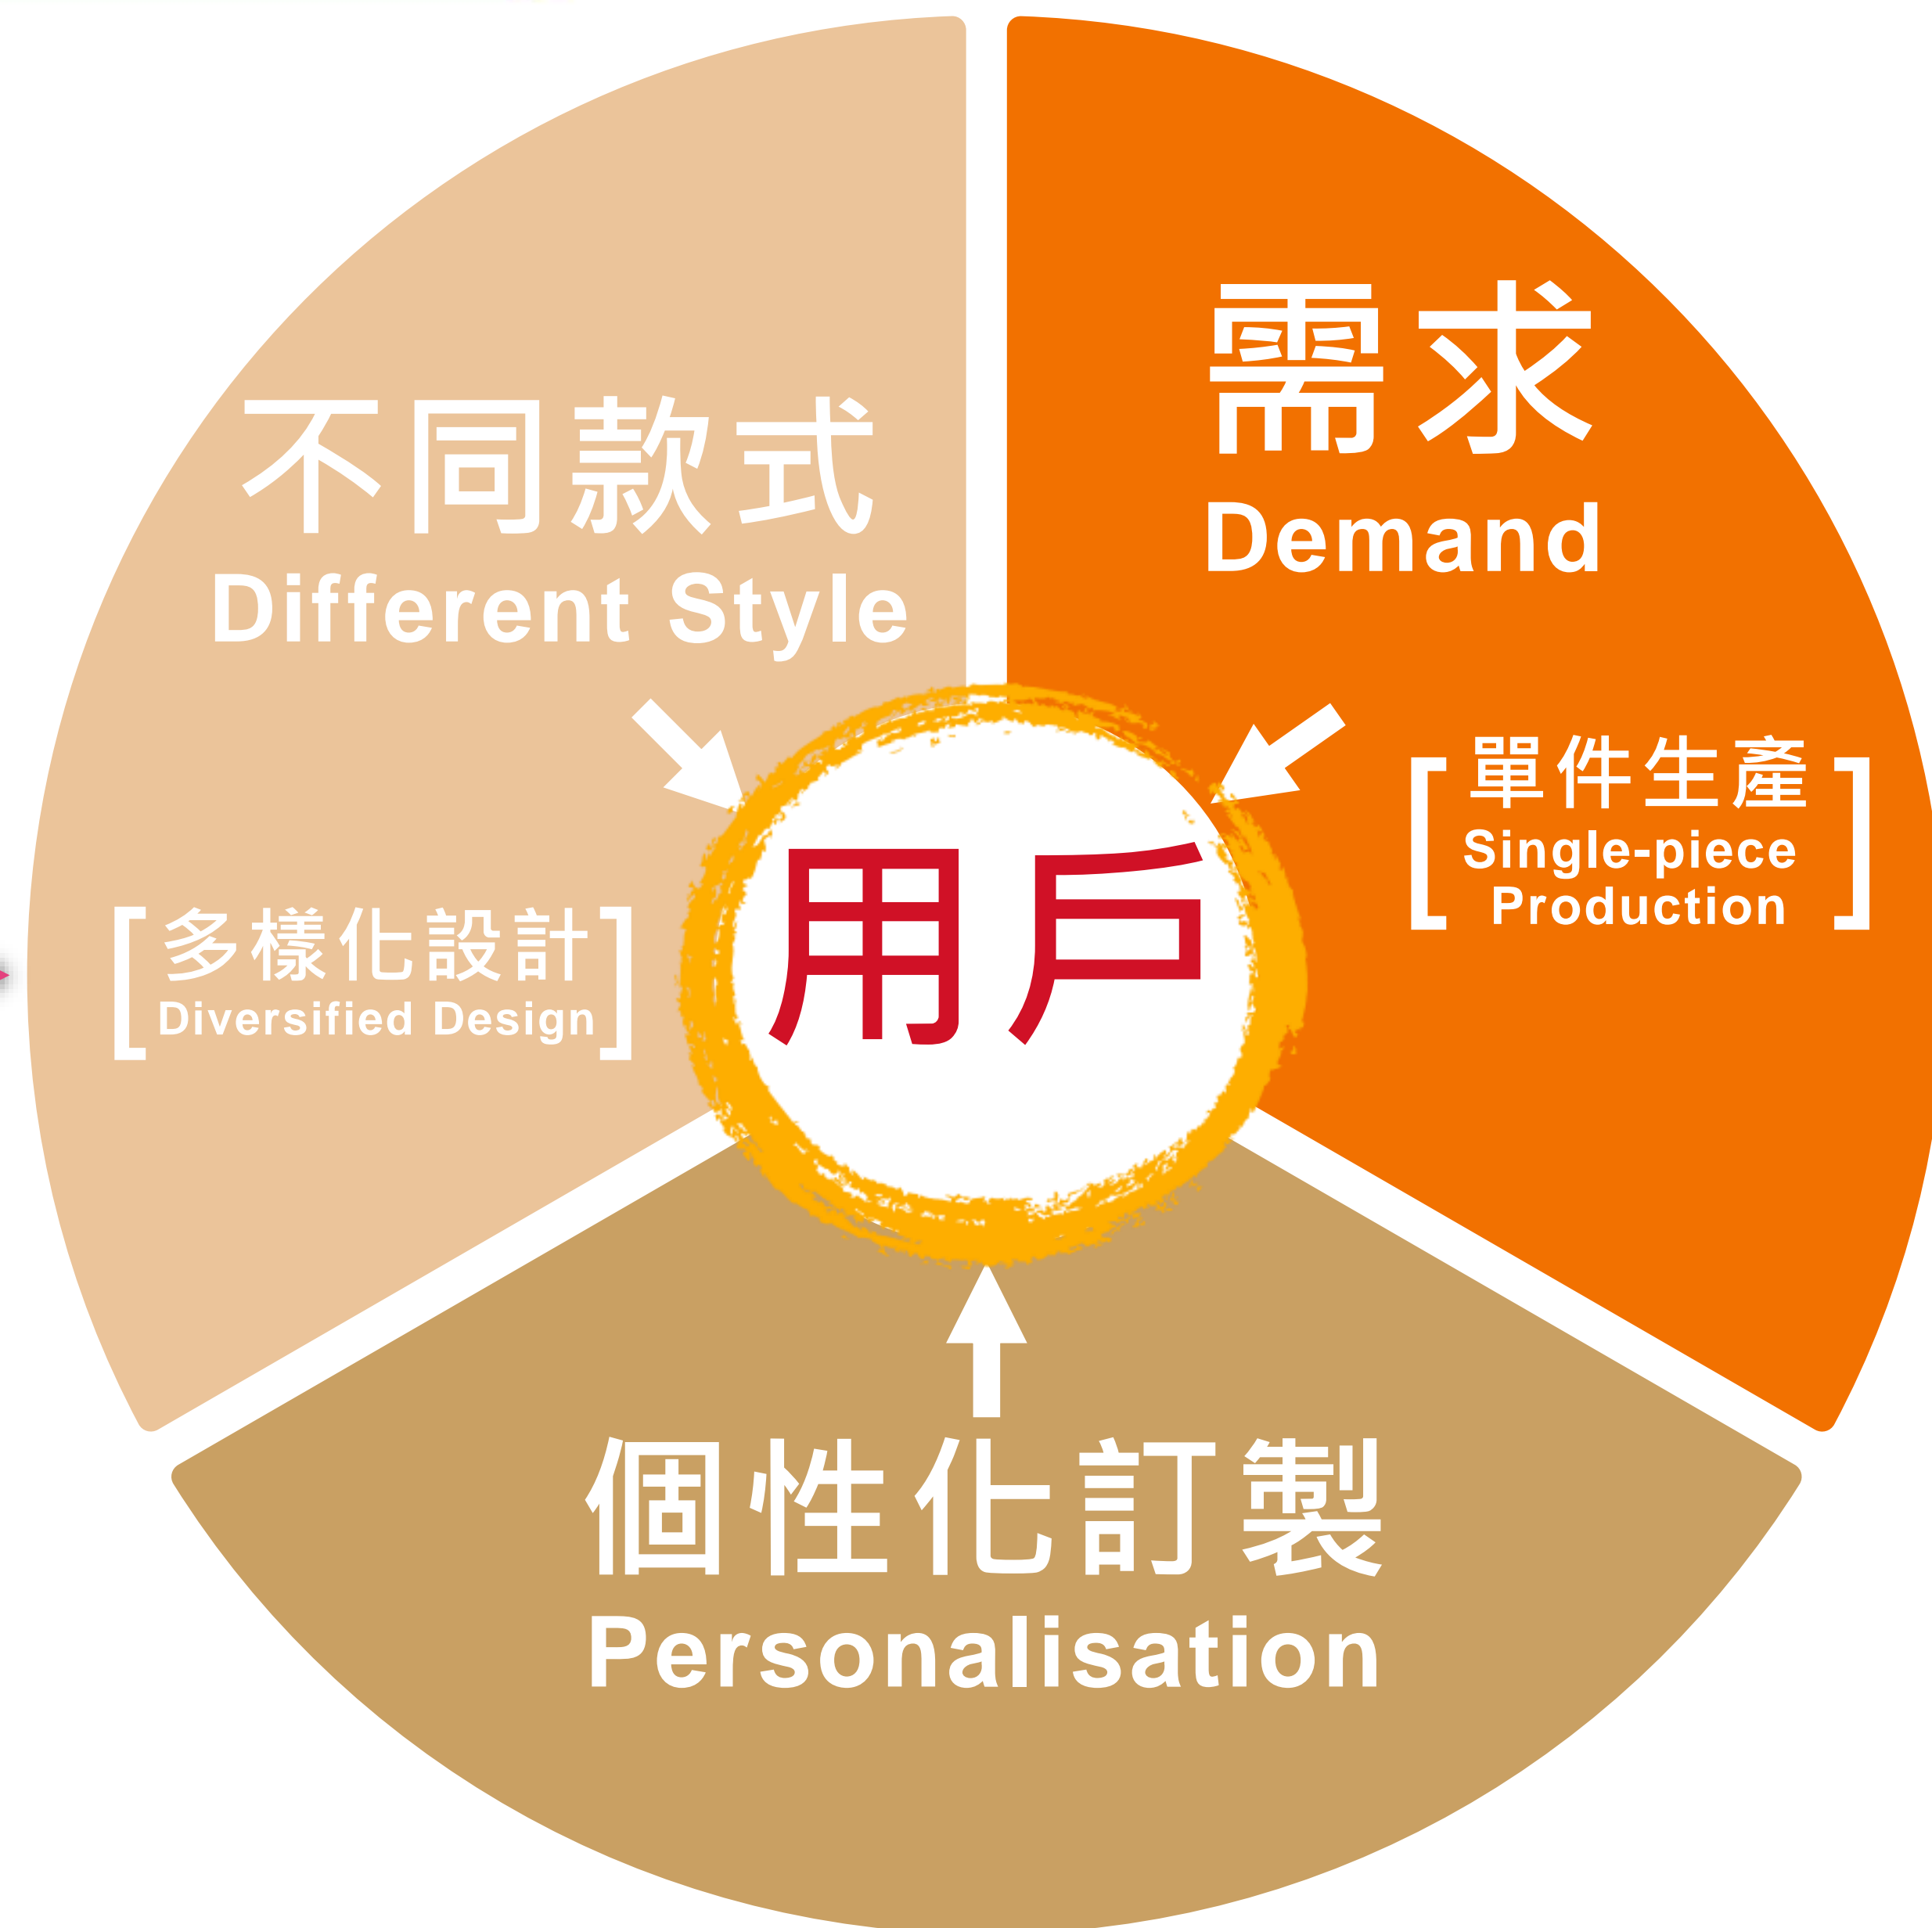 不同款式
Different Style
[多樣化設計
Diversified Design]
需求
Demand
[單件生產
Single-piece
Production]
用戶
個性化訂製
Personalisation